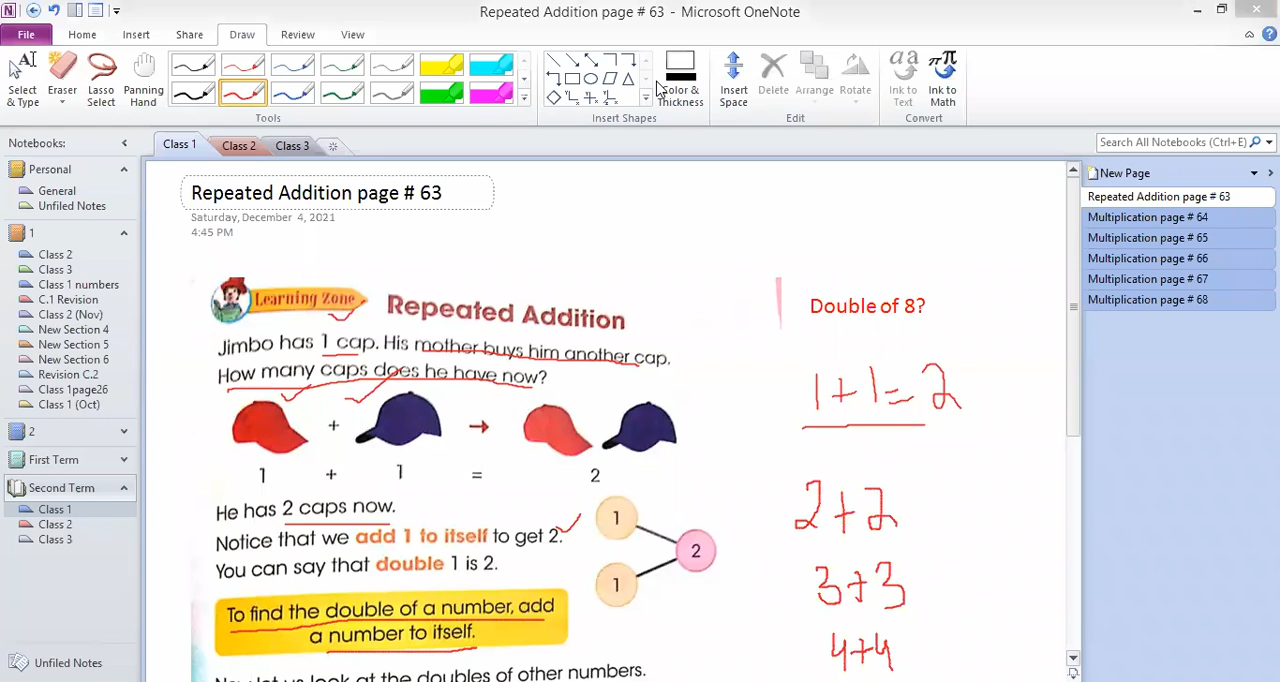 Repeated Addition page # 63 - Microsoft OneNote
File Home Insert Share Draw Review View
Select & Type
Eraser
Lasso Select
Panning Hand
Color & Thickness
Insert Space
Delete
Arrange
Rotate
Ink to Text
Ink to Math
Tools
Insert Shapes
Edit
Convert
Notebooks:
Personal
General
Unfiled Notes
1
Class 2
Class 3
Class 1 numbers
C.1 Revision
Class 2 (Nov)
New Section 4
New Section 5
New Section 6
Revision C.2
Class 1page26
Class 1 (Oct)
2
First Term
Second Term
Class 1
Class 2
Class 3
Unfiled Notes
Class 1 Class 2 Class 3
Search All Notebooks (Ctrl+E)
Repeated Addition page # 63
Saturday, December 4, 2021
4:45 PM
Learning Zone
Repeated Addition
Jimbo has 1 cap. His mother buys him another cap.
How many caps does he have now?
+
1 + 1 = 2
He has 2 caps now.
Notice that we add 1 to itself to get 2.
You can say that double 1 is 2.
1
1
2
To find the double of a number, add
a number to itself.
Now let us look at the doubles of other numbers.
Double of 8?
1+1=2
2+2
3+3
4+4
New Page
Repeated Addition page # 63
Multiplication page # 64
Multiplication page # 65
Multiplication page # 66
Multiplication page # 67
Multiplication page # 68